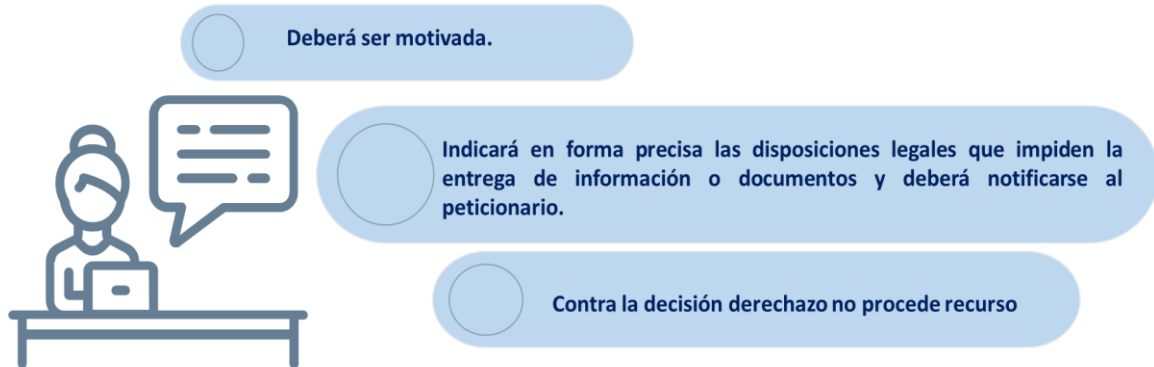 Deberá ser motivada.
Indicará en forma precisa las disposiciones legales que impiden la
entrega de información o documentos y deberá notificarse al
peticionario.
Contra la decisión derechazo no procede recurso